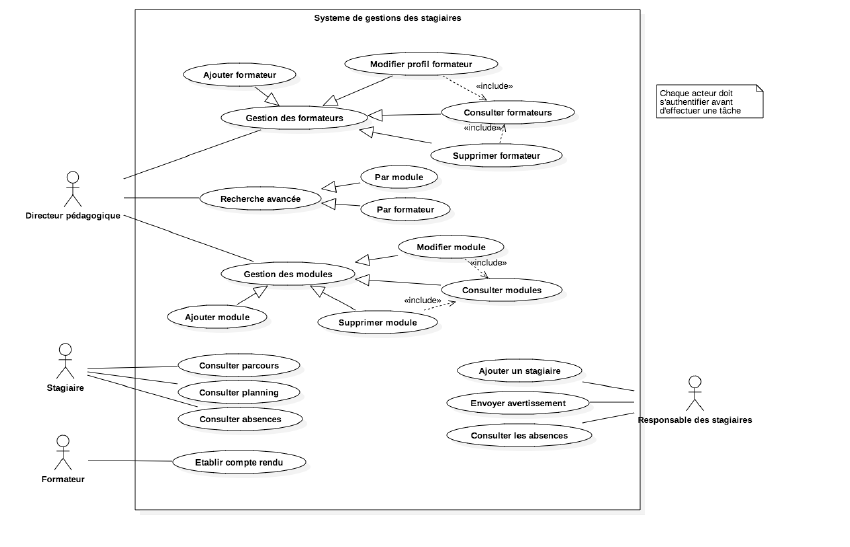 Systeme de gestions des stagiaires
Modifier profil formateur
Ajouter formateur
«include»
Chaque acteur doit
s'authentifier avant
d'effectuer une tâche
Gestion des formateurs
Consulter formateurs
«include»
Supprimer formateur
Par module
Directeur pédagogique
Recherche avancée
Par formateur
Modifier module
«include»
Gestion des modules
Consulter modules
«include»
Ajouter module
Supprimer module
Stagiaire
Consulter parcours
Consulter planning
Consulter absences
Ajouter un stagiaire
Envoyer avertissement
Responsable des stagiaires
Consulter les absences
Etablir compte rendu
Formateur